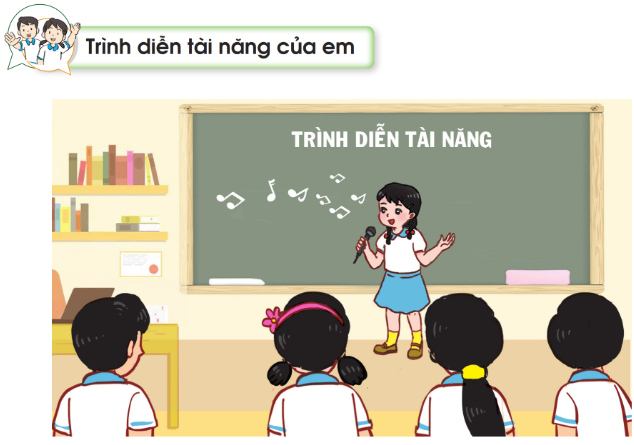 Trình diễn tài năng của em
TRÌNH DIỄN TÀI NĂNG